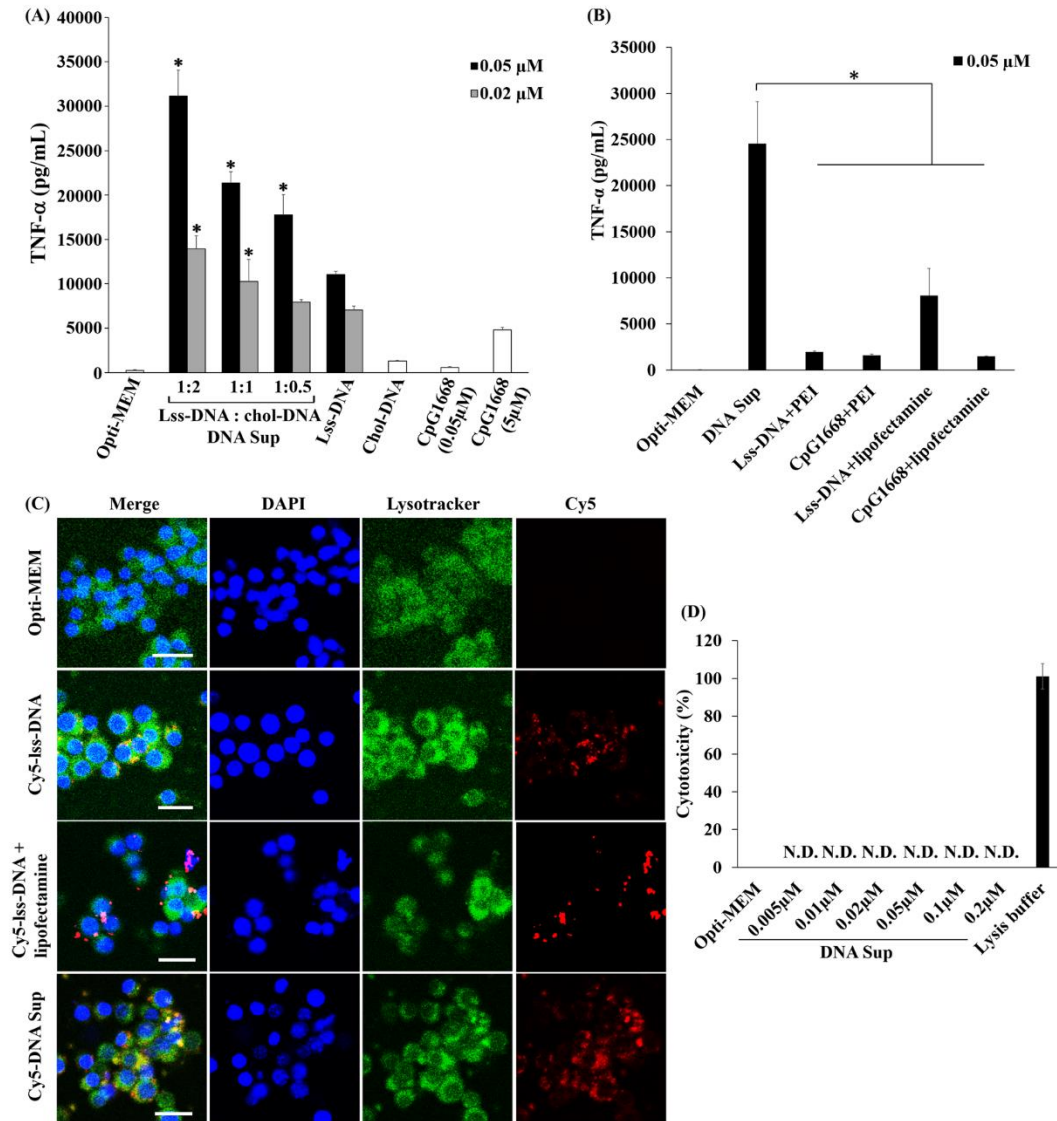 (A)
40000
35000
30000
25000
20000
15000
10000
5000
0
TNF-α (pg/mL)
0.05 μM
0.02 μM
*
*
*
*
*
Opti-MEM
1:2 1:1 1:0.5
Lss-DNA : chol-DNA
DNA Sup
Lss-DNA
Chol-DNA
CpG1668
(0.05μM)
CpG1668
(5μM)
(B)
35000
30000
25000
20000
15000
10000
5000
0
TNF-α (pg/mL)
0.05 μM
*
Opti-MEM
DNA Sup
Lss-DNA+PEI
CpG1668+PEI
Lss-DNA+lipofectamine
CpG1668+lipofectamine
(C)
Merge DAPI Lysotracker Cy5
Opti-MEM
Cy5-lss-DNA
Cy5-lss-DNA +
lipofectamine
Cy5-DNA Sup
(D)
120
100
80
60
40
20
0
Cytotoxicity (%)
N.D. N.D. N.D. N.D. N.D. N.D.
Opti-MEM
0.005μM
0.01μM
0.02μM
0.05μM
0.1μM
0.2μM
Lysis buffer
DNA Sup